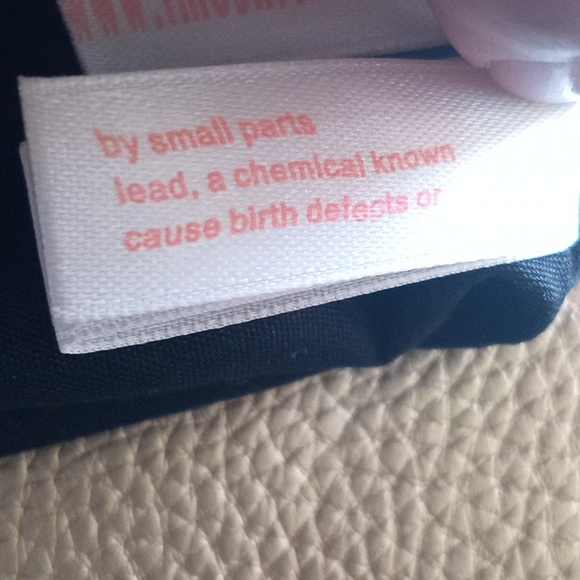 by small parts
lead, a chemical known
cause birth defects or